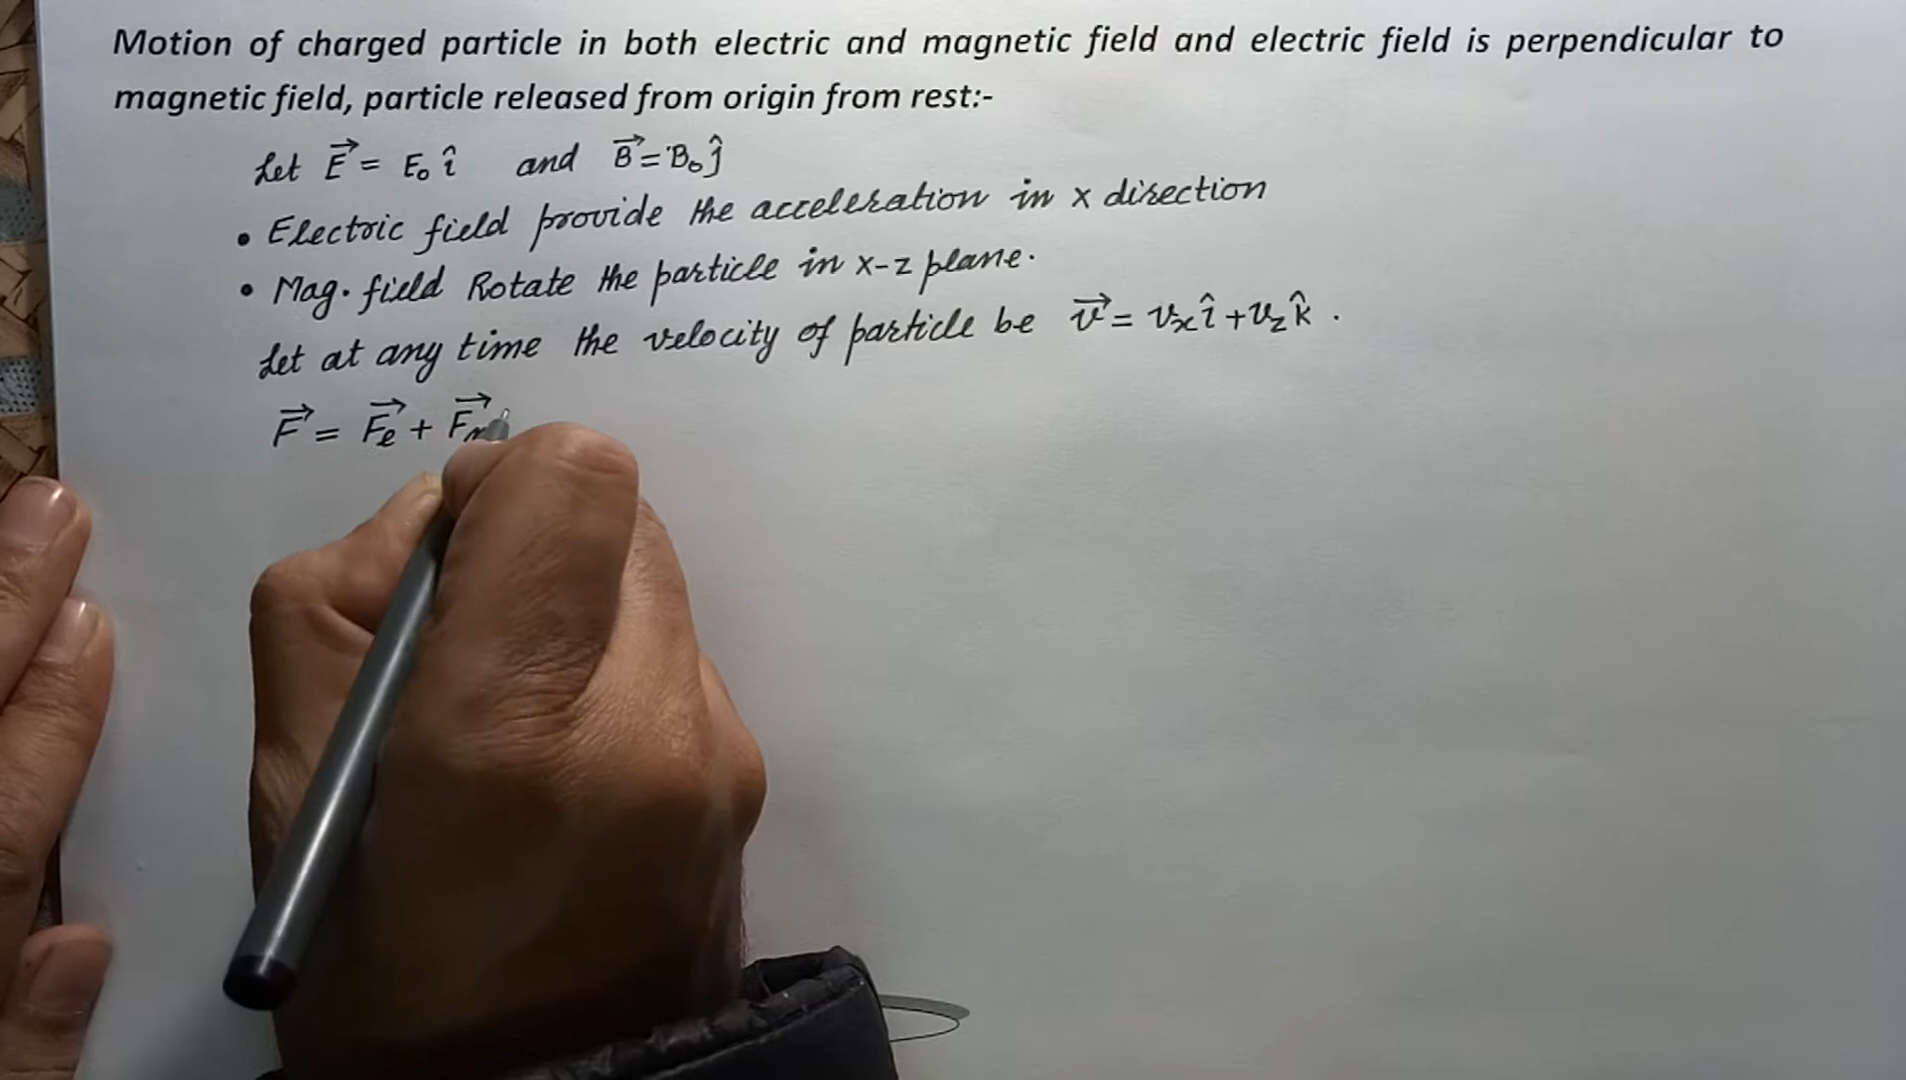 Motion of charged particle in both electric and magnetic field and electric field is perpendicular to
magnetic field, particle released from origin from rest:-
Let E⃗ = E₀ î and B⃗ = B₀ ĵ
• Electric field provide the acceleration in x direction
• Mag. field Rotate the particle in x-z plane.
Let at any time the velocity of particle be v⃗ = vₓ î + v_z k̂ .
F⃗ = F⃗e + F⃗m